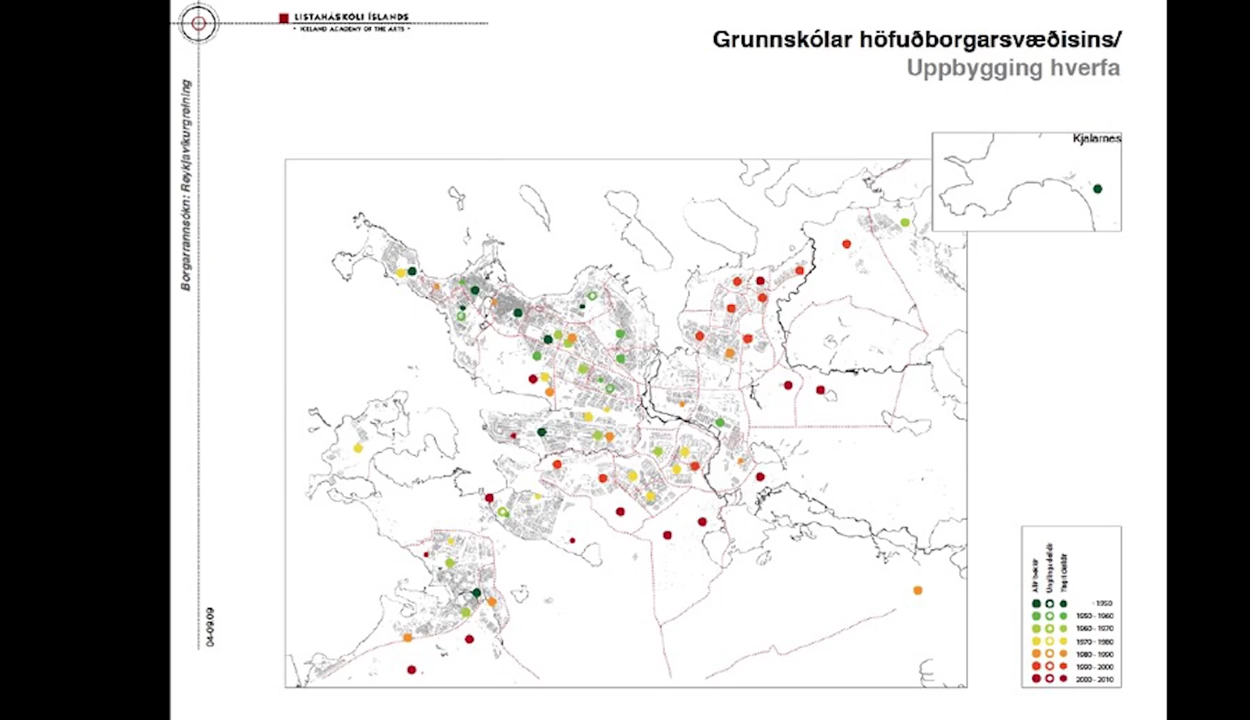 LISTAHÁSKÓLI ÍSLANDS
• ICELAND ACADEMY OF THE ARTS •
Grunnskólar höfuðborgarsvæðisins/
Uppbygging hverfa
Borgarrannsókn: Reykjavíkurgreining
Kjalarnes
04-09-09
- 1950
1950 - 1960
1960 - 1970
1970 - 1980
1980 - 1990
1990 - 2000
2000 - 2010